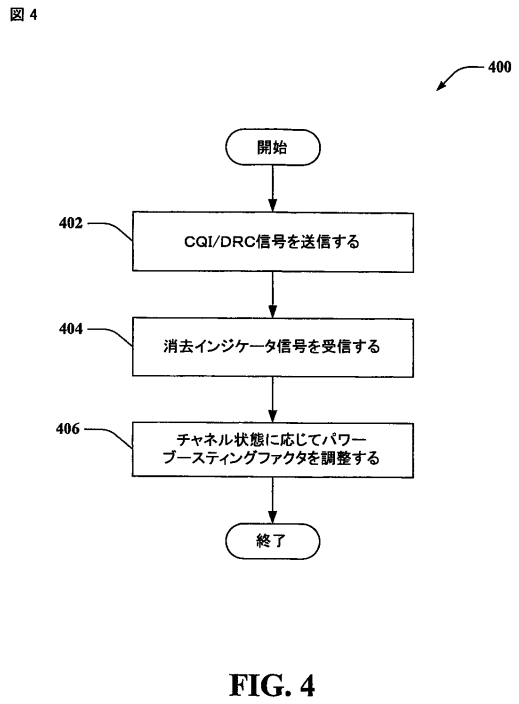 図 4
400
開始
402
CQI/DRC信号を送信する
404
消去インジケータ信号を受信する
406
チャネル状態に応じてパワー
ブースティングファクタを調整する
終了
FIG. 4